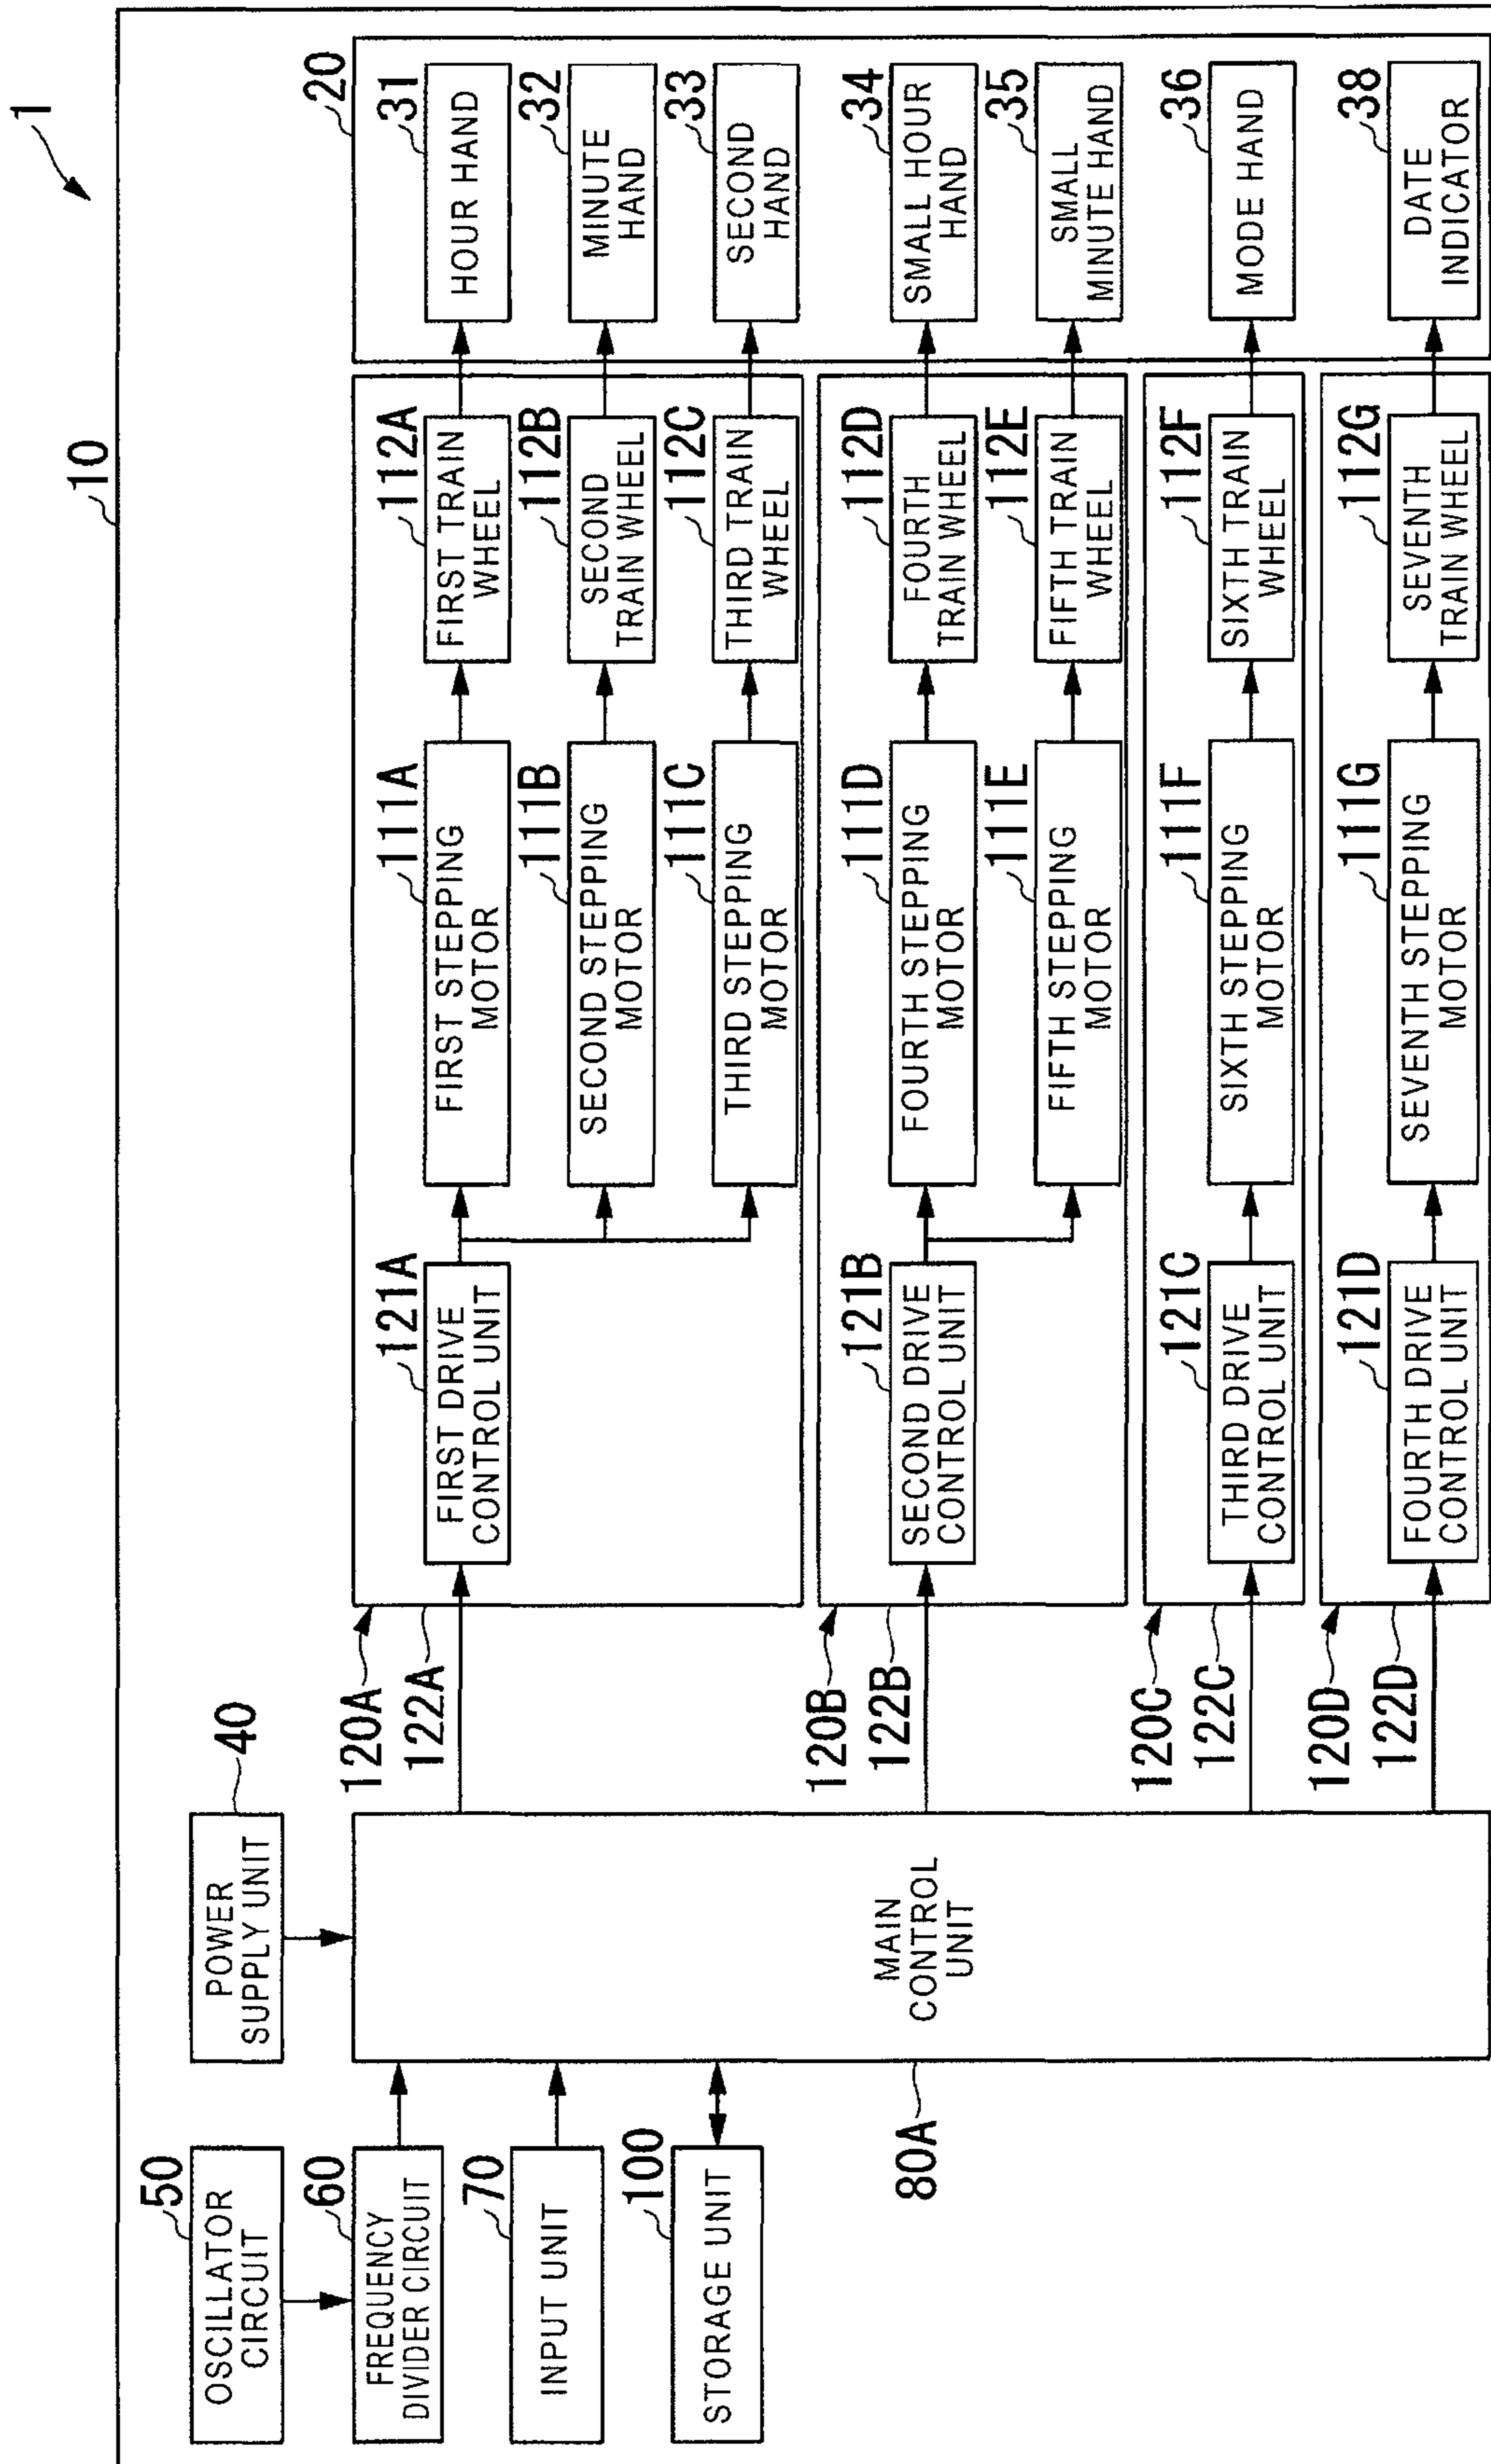 1
10
20
POWER
SUPPLY UNIT
40
OSCILLATOR
CIRCUIT
50
FREQUENCY
DIVIDER CIRCUIT
60
INPUT UNIT
70
STORAGE UNIT
100
MAIN
CONTROL
UNIT
80A
120A
122A
FIRST DRIVE
CONTROL UNIT
121A
FIRST STEPPING
MOTOR
111A
FIRST TRAIN
WHEEL
112A
HOUR HAND
31
SECOND STEPPING
MOTOR
111B
SECOND
TRAIN WHEEL
112B
MINUTE
HAND
32
THIRD STEPPING
MOTOR
111C
THIRD TRAIN
WHEEL
112C
SECOND
HAND
33
120B
122B
SECOND DRIVE
CONTROL UNIT
121B
FOURTH STEPPING
MOTOR
111D
FOURTH
TRAIN WHEEL
112D
SMALL HOUR
HAND
34
FIFTH STEPPING
MOTOR
111E
FIFTH TRAIN
WHEEL
112E
SMALL
MINUTE HAND
35
120C
122C
THIRD DRIVE
CONTROL UNIT
121C
SIXTH STEPPING
MOTOR
111F
SIXTH TRAIN
WHEEL
112F
MODE HAND
36
120D
122D
FOURTH DRIVE
CONTROL UNIT
121D
SEVENTH STEPPING
MOTOR
111G
SEVENTH
TRAIN WHEEL
112G
DATE
INDICATOR
38